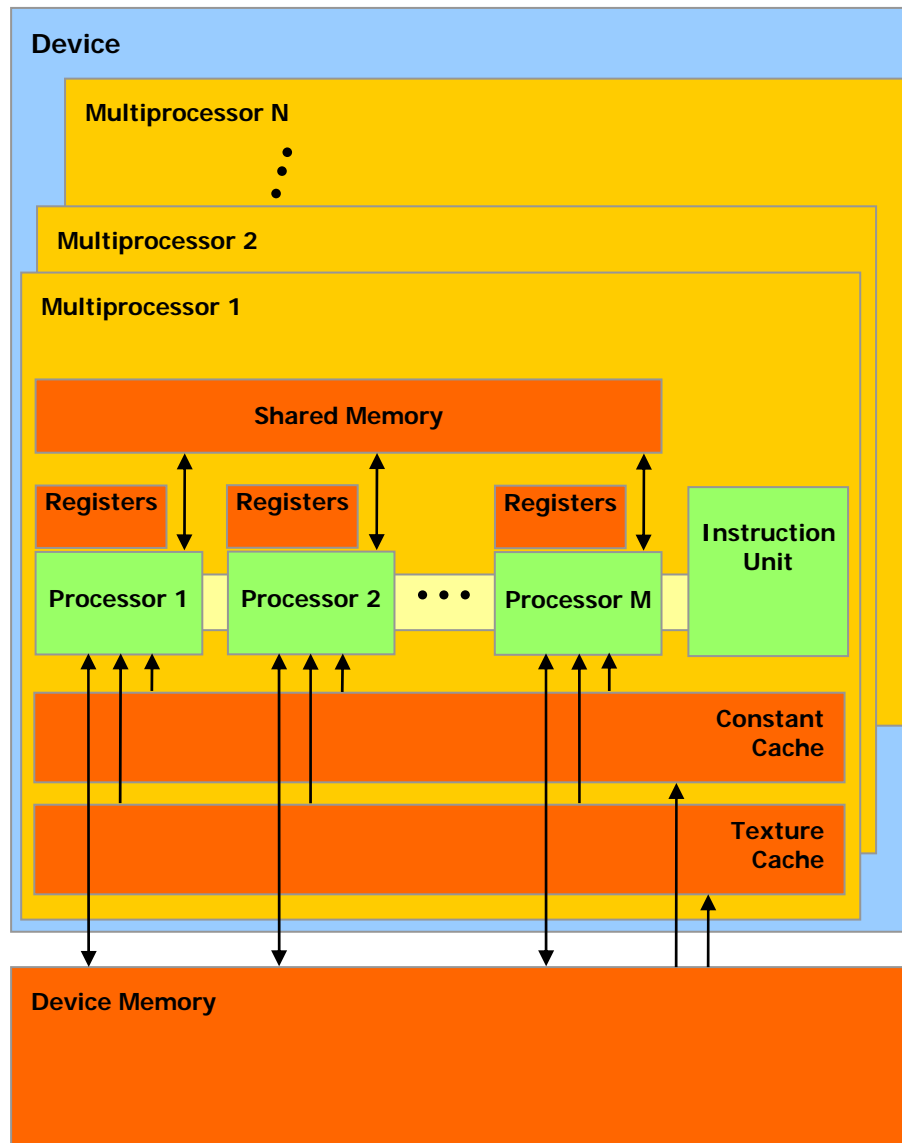 Device
Multiprocessor N
Multiprocessor 2
Multiprocessor 1
Shared Memory
Registers
Registers
Registers
Instruction
Unit
Processor 1
Processor 2
Processor M
Constant
Cache
Texture
Cache
Device Memory